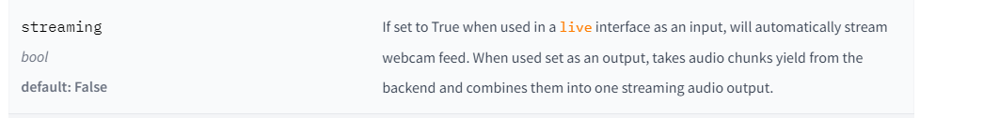 streaming
If set to True when used in a live interface as an input, will automatically stream
bool
webcam feed. When used set as an output, takes audio chunks yield from the
default: False
backend and combines them into one streaming audio output.